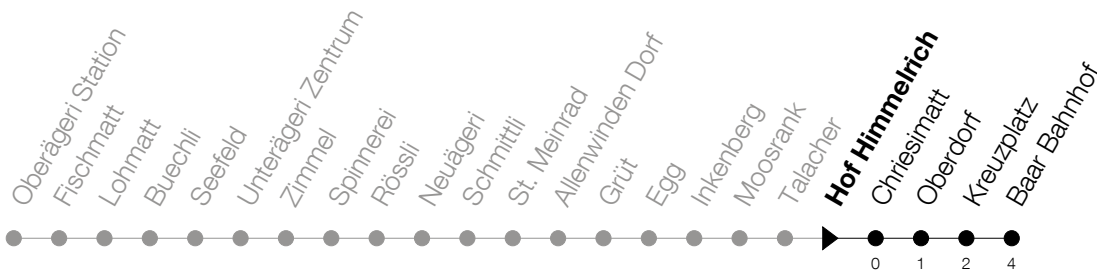 Oberägeri Station
Fischmatt
Lohmatt
Buechli
Seefeld
Unterägeri Zentrum
Zimmel
Spinnerei
Rössli
Neuägeri
Schmittli
St. Meinrad
Allenwinden Dorf
Grüt
Egg
Inkenberg
Moosrank
Talacher
Hof Himmelrich
Chriesimatt
Oberdorf
Kreuzplatz
Baar Bahnhof
0 1 2 4